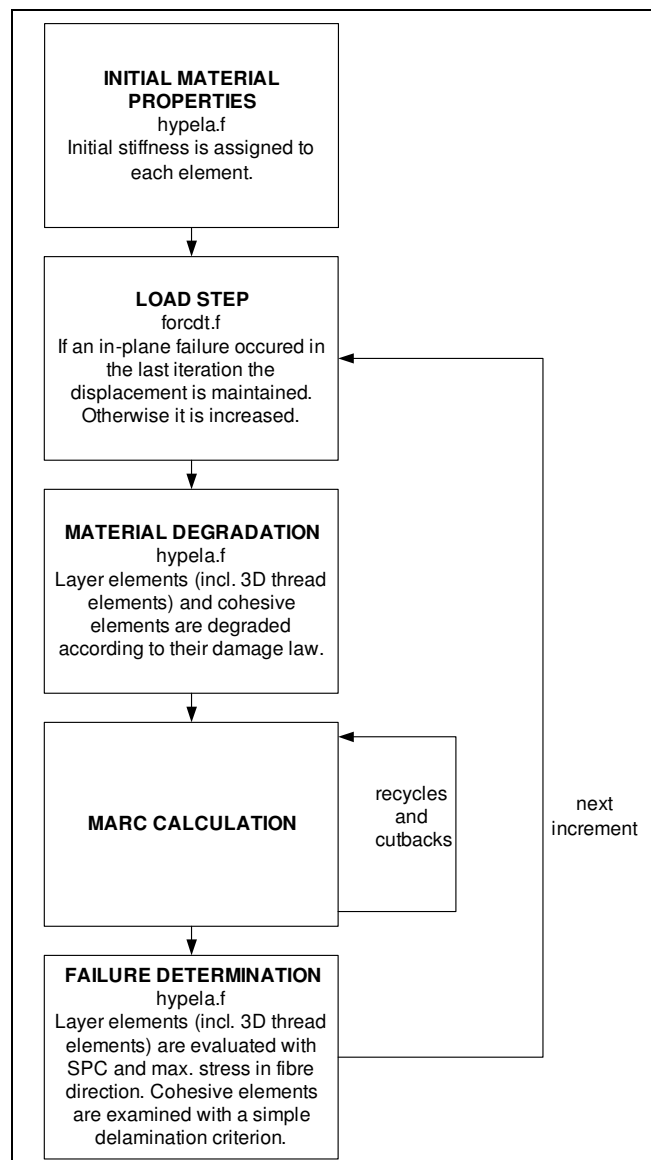 INITIAL MATERIAL
PROPERTIES
hypela.f
Initial stiffness is assigned to
each element.
LOAD STEP
forcdt.f
If an in-plane failure occured in
the last iteration the
displacement is maintained.
Otherwise it is increased.
MATERIAL DEGRADATION
hypela.f
Layer elements (incl. 3D thread
elements) and cohesive
elements are degraded
according to their damage law.
MARC CALCULATION
recycles
and
cutbacks
next
increment
FAILURE DETERMINATION
hypela.f
Layer elements (incl. 3D thread
elements) are evaluated with
SPC and max. stress in fibre
direction. Cohesive elements
are examined with a simple
delamination criterion.